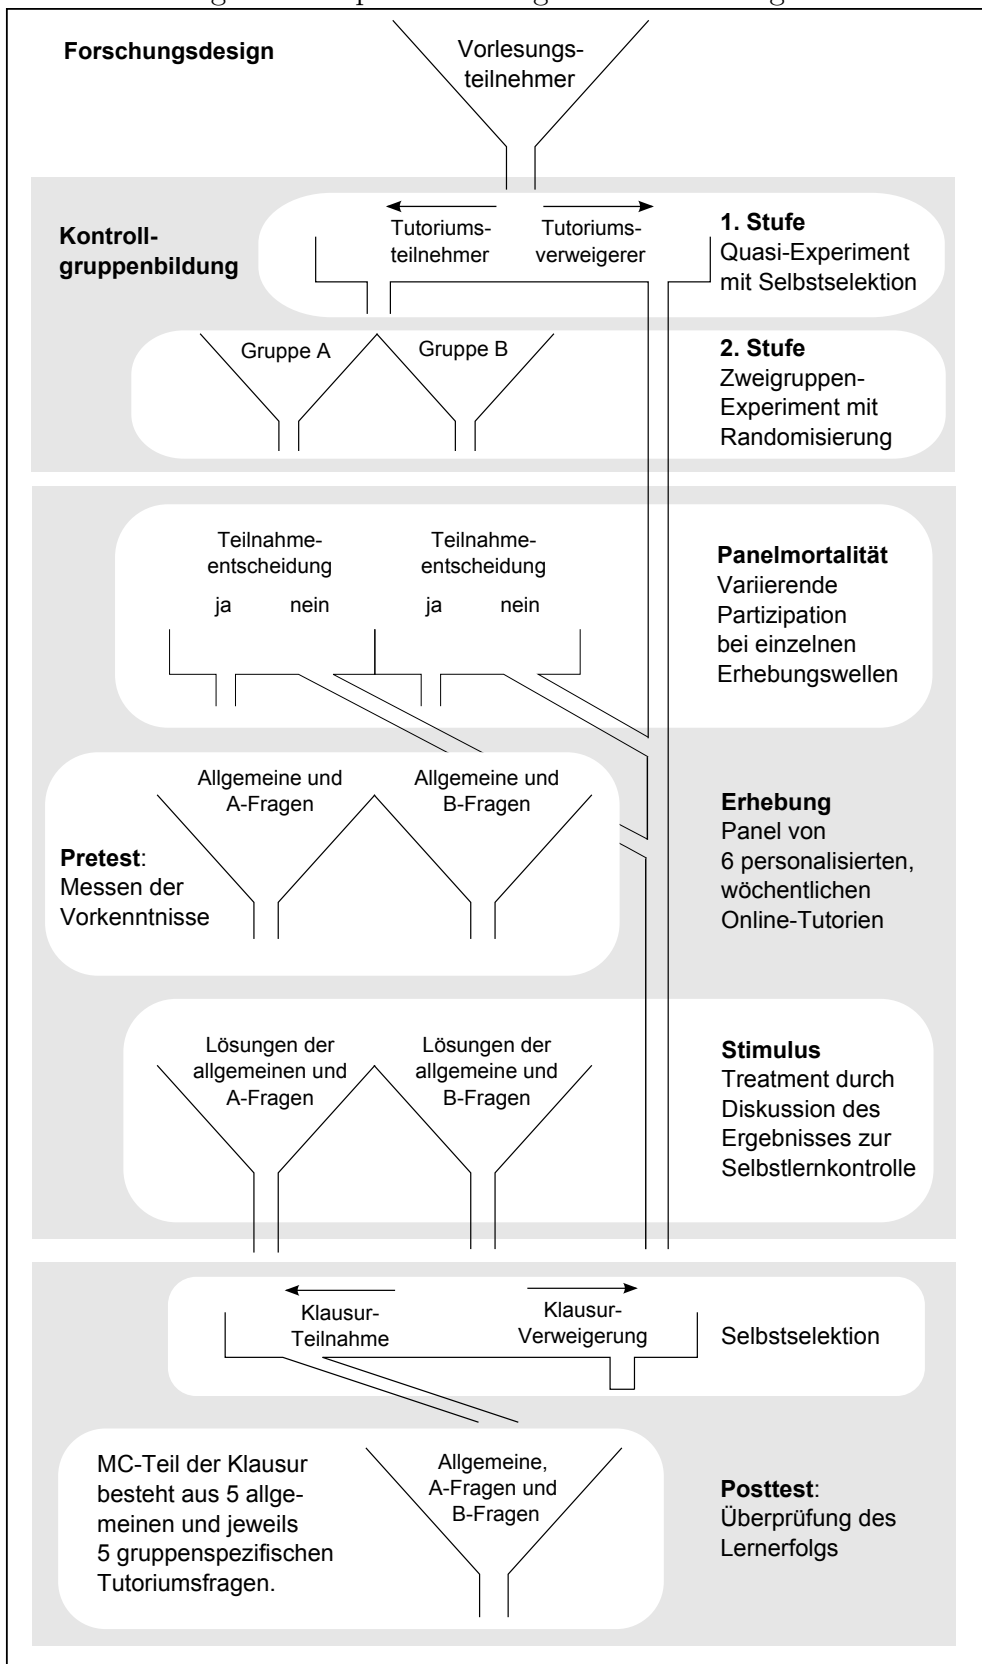 Forschungsdesign
Vorlesungs-
teilnehmer
Kontroll-
gruppenbildung
Tutoriums-
teilnehmer
Tutoriums-
verweigerer
1. Stufe
Quasi-Experiment
mit Selbstselektion
Gruppe A
Gruppe B
2. Stufe
Zweigruppen-
Experiment mit
Randomisierung
Teilnahme-
entscheidung
ja nein
Teilnahme-
entscheidung
ja nein
Panelmortalität
Variierende
Partizipation
bei einzelnen
Erhebungswellen
Pretest:
Messen der
Vorkenntnisse
Allgemeine und
A-Fragen
Allgemeine und
B-Fragen
Erhebung
Panel von
6 personalisierten,
wöchentlichen
Online-Tutorien
Lösungen der
allgemeinen und
A-Fragen
Lösungen der
allgemeine und
B-Fragen
Stimulus
Treatment durch
Diskussion des
Ergebnisses zur
Selbstlernkontrolle
Klausur-
Teilnahme
Klausur-
Verweigerung
Selbstselektion
MC-Teil der Klausur
besteht aus 5 allge-
meinen und jeweils
5 gruppenspezifischen
Tutoriumsfragen.
Allgemeine,
A-Fragen und
B-Fragen
Posttest:
Überprüfung des
Lernerfolgs